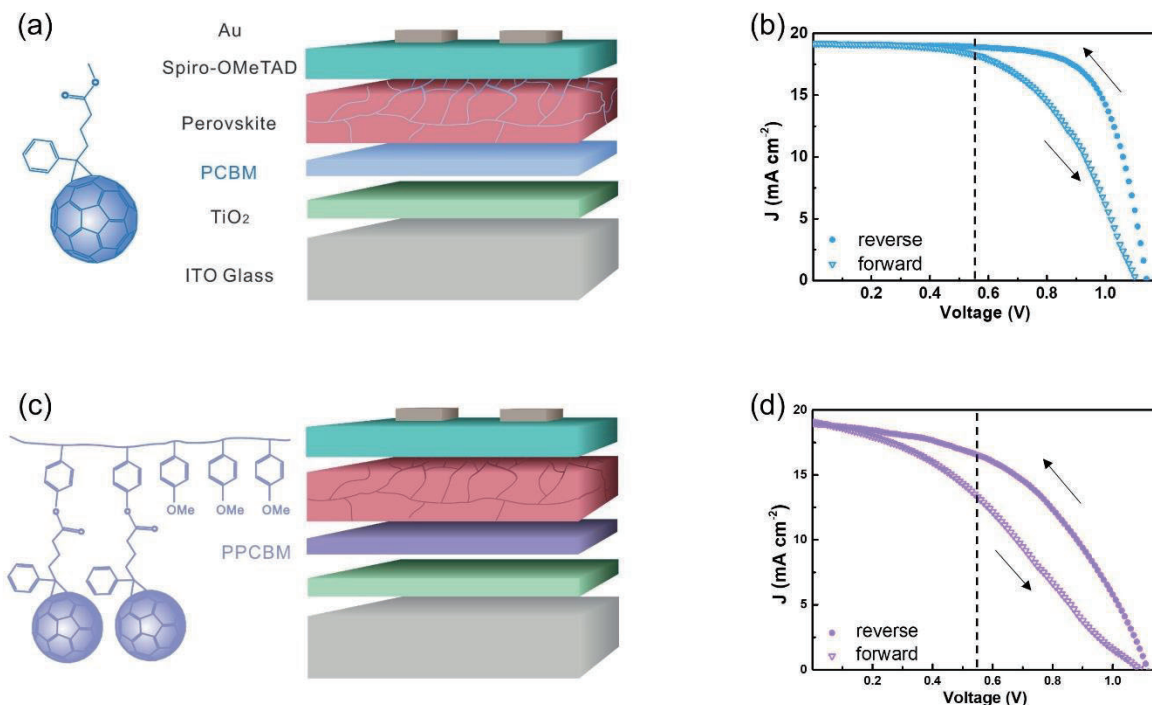 (a)
Au
Spiro-OMeTAD
Perovskite
PCBM
TiO₂
ITO Glass
(b)
J (mA cm⁻²)
20
15
10
5
0
reverse
forward
0.2 0.4 0.6 0.8 1.0
Voltage (V)
(c)
OMe OMe OMe
PPCBM
(d)
J (mA cm⁻²)
20
15
10
5
0
reverse
forward
0.2 0.4 0.6 0.8 1.0
Voltage (V)